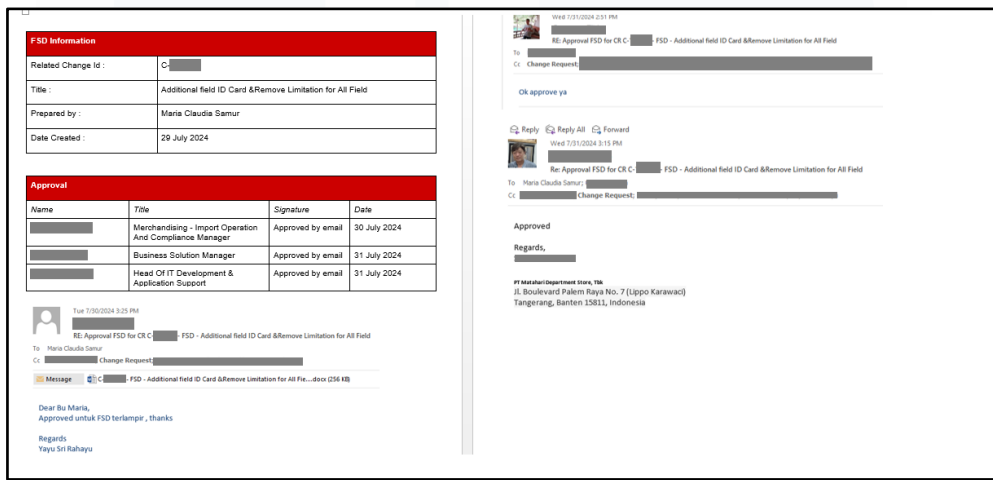 FSD Information
Related Change Id :
C-
Title :
Additional field ID Card &Remove Limitation for All Field
Prepared by :
Maria Claudia Samur
Date Created :
29 July 2024
Approval
Name Title Signature Date
Merchandising - Import Operation And Compliance Manager
Approved by email
30 July 2024
Business Solution Manager
Approved by email
31 July 2024
Head Of IT Development & Application Support
Approved by email
31 July 2024
Tue 7/30/2024 3:25 PM
RE: Approval FSD for CR C- - FSD - Additional field ID Card &Remove Limitation for All Field
To Maria Claudia Samur
Cc Change Request;
Message
C- - FSD - Additional field ID Card &Remove Limitation for All Fie....docx (256 KB)
Dear Bu Maria,
Approved untuk FSD terlampir , thanks
Regards
Yayu Sri Rahayu
Wed 7/31/2024 2:51 PM
RE: Approval FSD for CR C- - FSD - Additional field ID Card &Remove Limitation for All Field
To
Cc Change Request;
Ok approve ya
Reply Reply All Forward
Wed 7/31/2024 3:15 PM
Re: Approval FSD for CR C- - FSD - Additional field ID Card &Remove Limitation for All Field
To Maria Claudia Samur;
Cc Change Request;
Approved
Regards,
PT Matahari Department Store, Tbk
Jl. Boulevard Palem Raya No. 7 (Lippo Karawaci)
Tangerang, Banten 15811, Indonesia